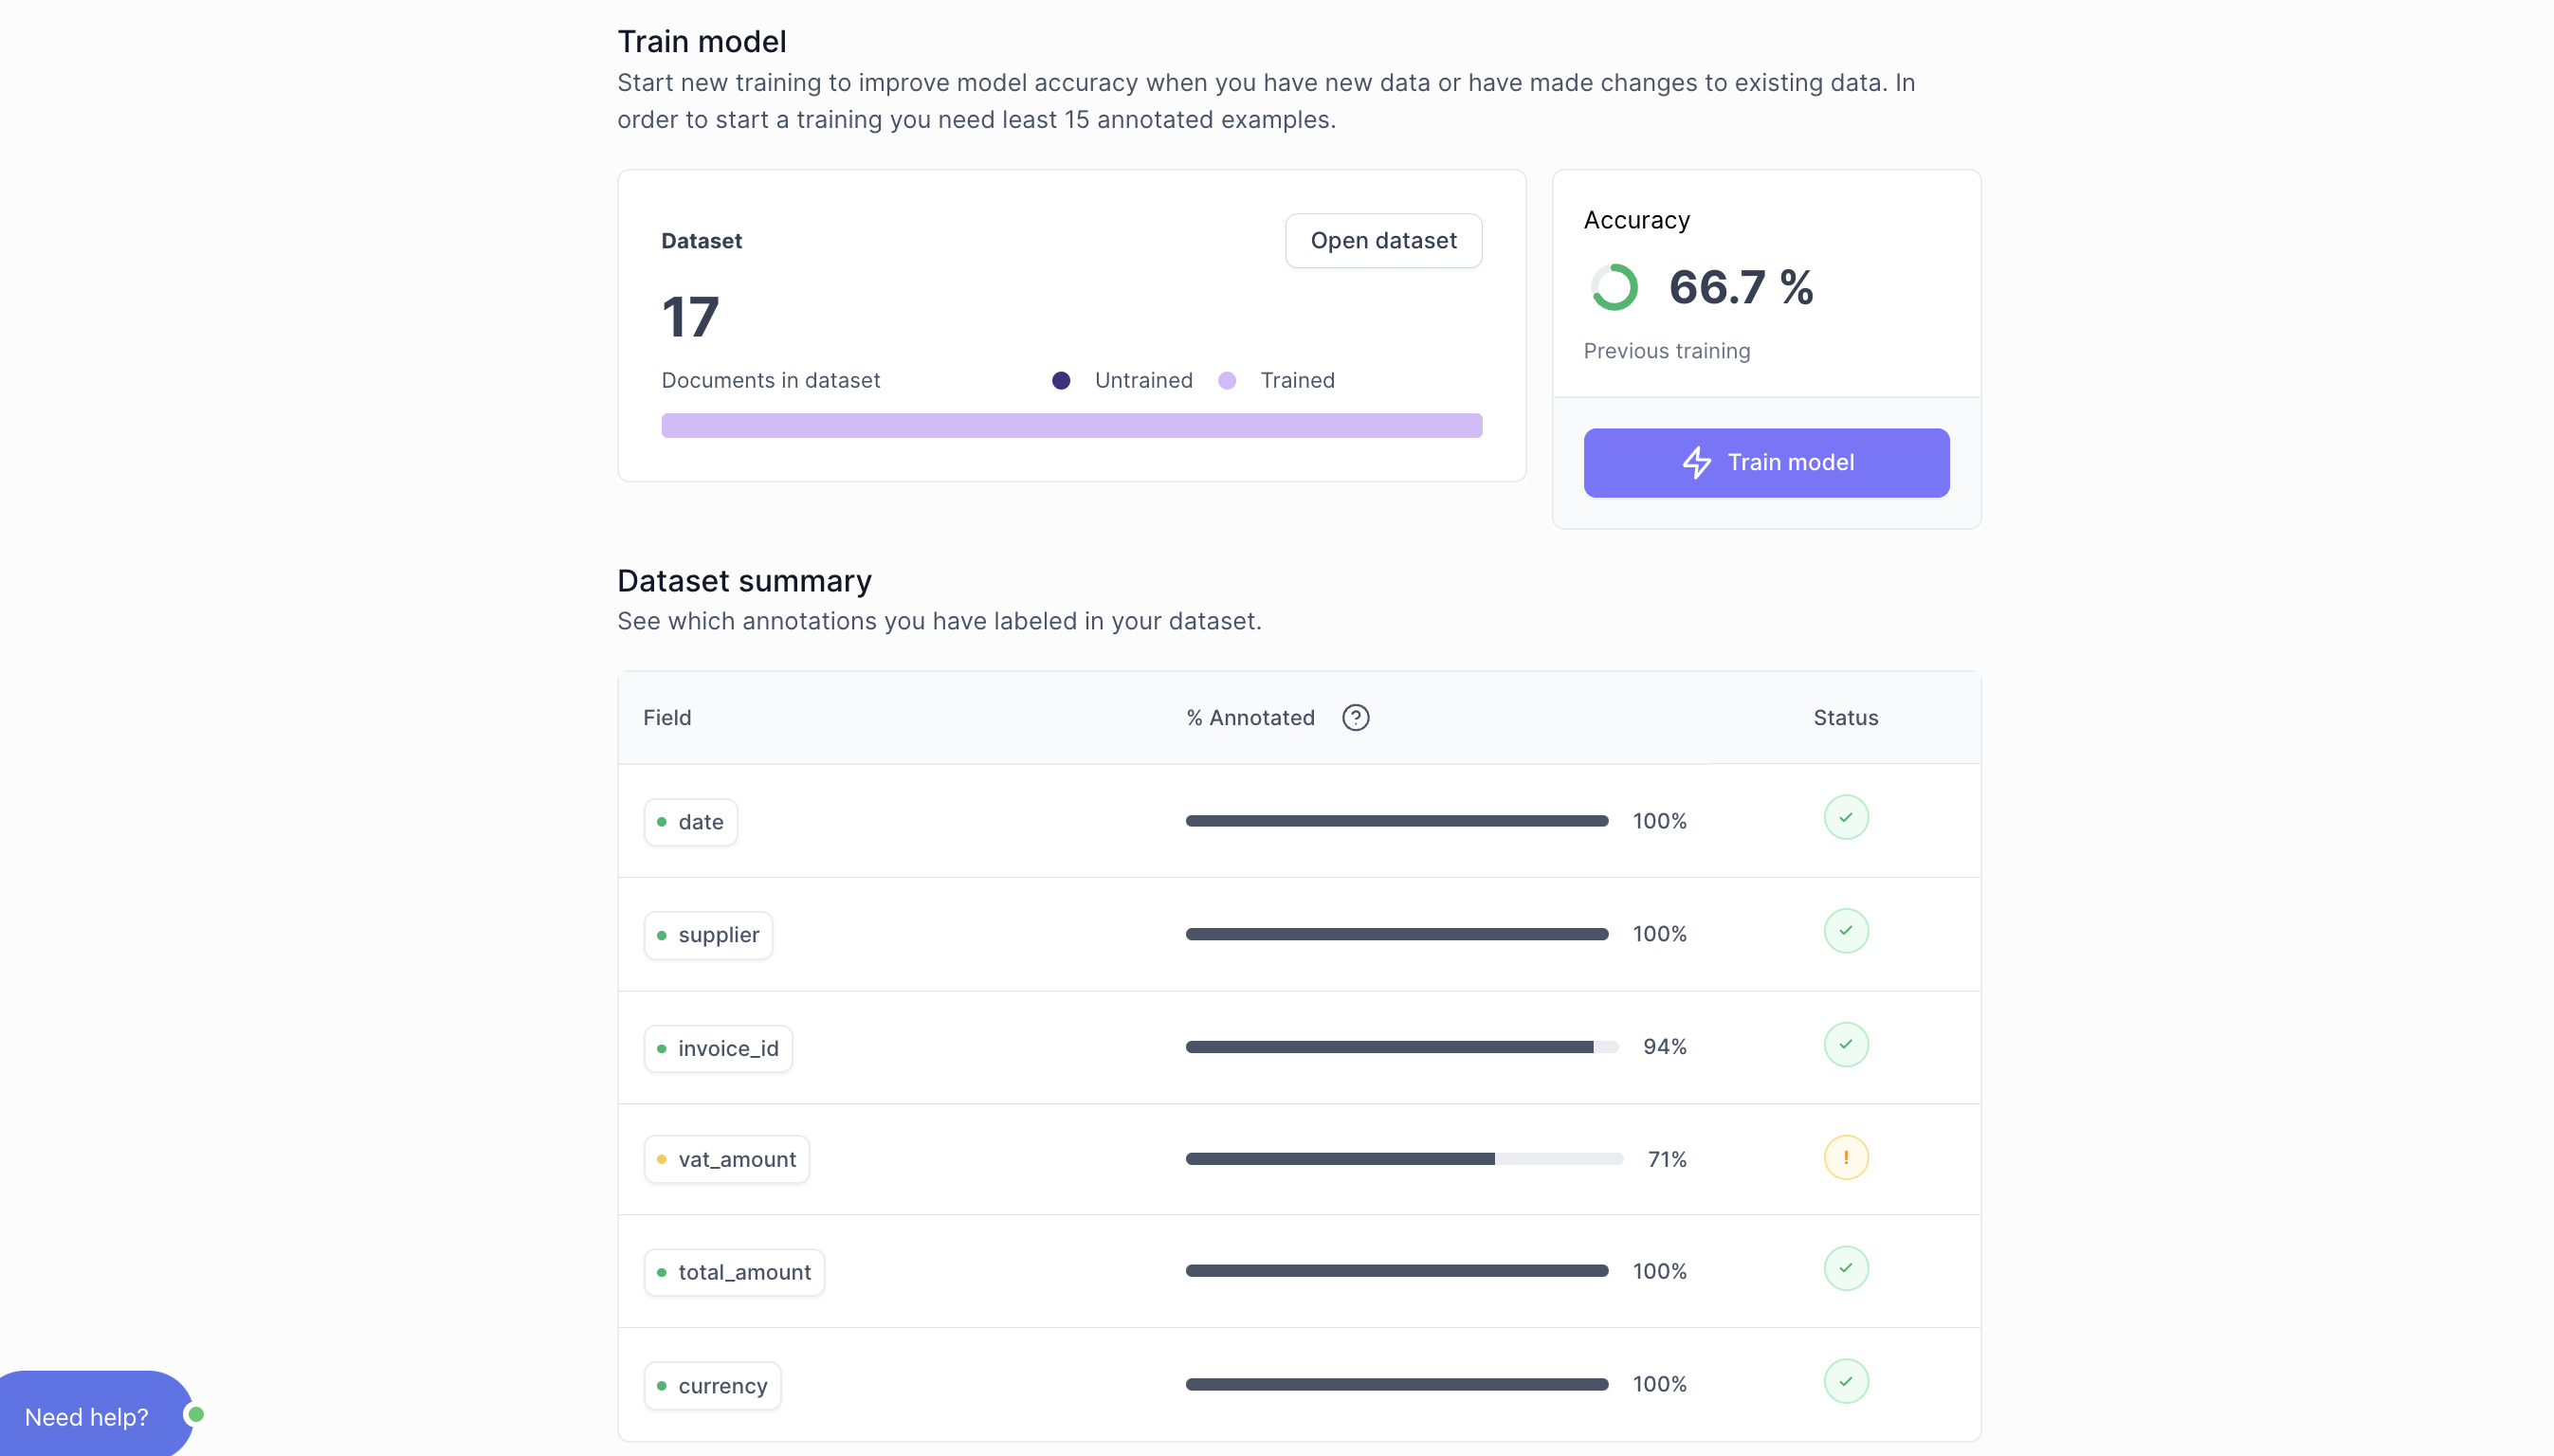 Train model
Start new training to improve model accuracy when you have new data or have made changes to existing data. In
order to start a training you need least 15 annotated examples.
Dataset
Open dataset
17
Documents in dataset
Untrained
Trained
Accuracy
66.7 %
Previous training
Train model
Dataset summary
See which annotations you have labeled in your dataset.
Field % Annotated ? Status
date 100%
supplier 100%
invoice_id 94%
vat_amount 71% !
total_amount 100%
currency 100%
Need help?